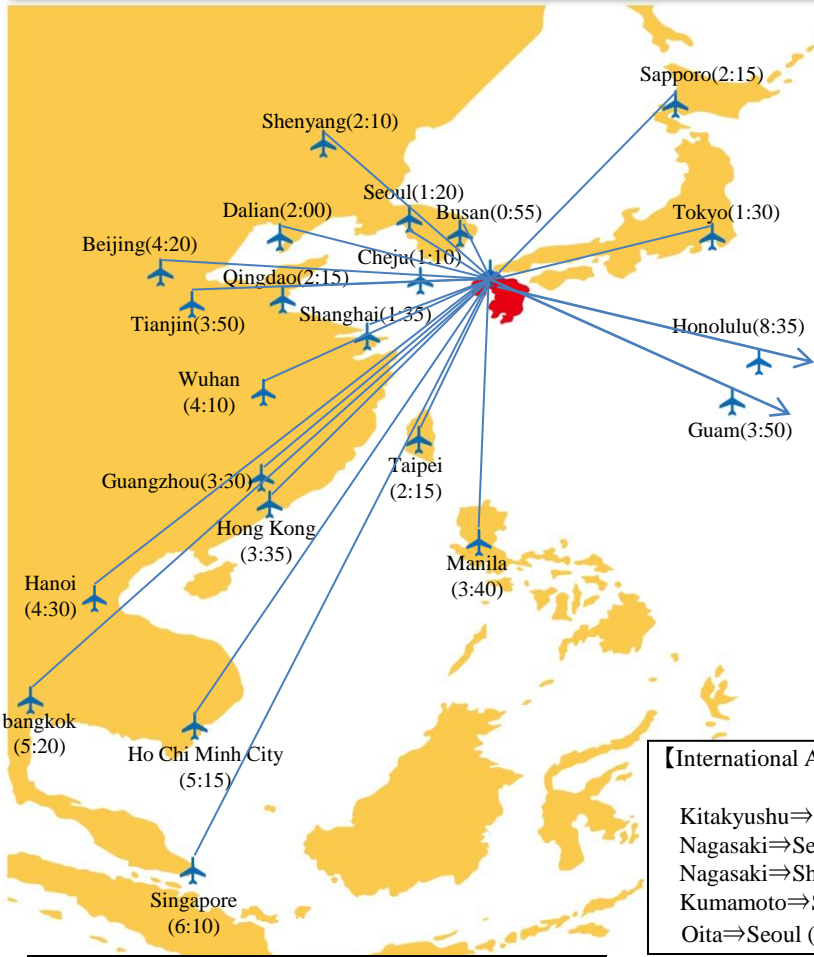 Sapporo(2:15)
Shenyang(2:10)
Seoul(1:20)
Dalian(2:00)
Busan(0:55)
Tokyo(1:30)
Beijing(4:20)
Cheju(1:10)
Qingdao(2:15)
Tianjin(3:50)
Shanghai(1:35)
Honolulu(8:35)
Wuhan
(4:10)
Guam(3:50)
Taipei
(2:15)
Guangzhou(3:30)
Hong Kong
(3:35)
Manila
(3:40)
Hanoi
(4:30)
bangkok
(5:20)
Ho Chi Minh City
(5:15)
Singapore
(6:10)
【International A
Kitakyushu⇒
Nagasaki⇒Se
Nagasaki⇒Sh
Kumamoto⇒S
Oita⇒Seoul (